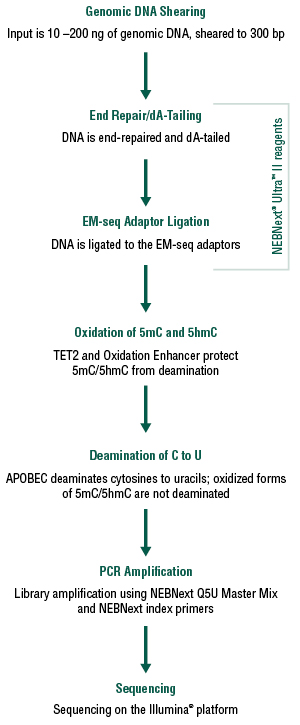 Genomic DNA Shearing
Input is 10 –200 ng of genomic DNA, sheared to 300 bp
End Repair/dA-Tailing
DNA is end-repaired and dA-tailed
EM-seq Adaptor Ligation
DNA is ligated to the EM-seq adaptors
NEBNext® Ultra™ II reagents
Oxidation of 5mC and 5hmC
TET2 and Oxidation Enhancer protect
5mC/5hmC from deamination
Deamination of C to U
APOBEC deaminates cytosines to uracils; oxidized forms
of 5mC/5hmC are not deaminated
PCR Amplification
Library amplification using NEBNext Q5U Master Mix
and NEBNext index primers
Sequencing
Sequencing on the Illumina® platform